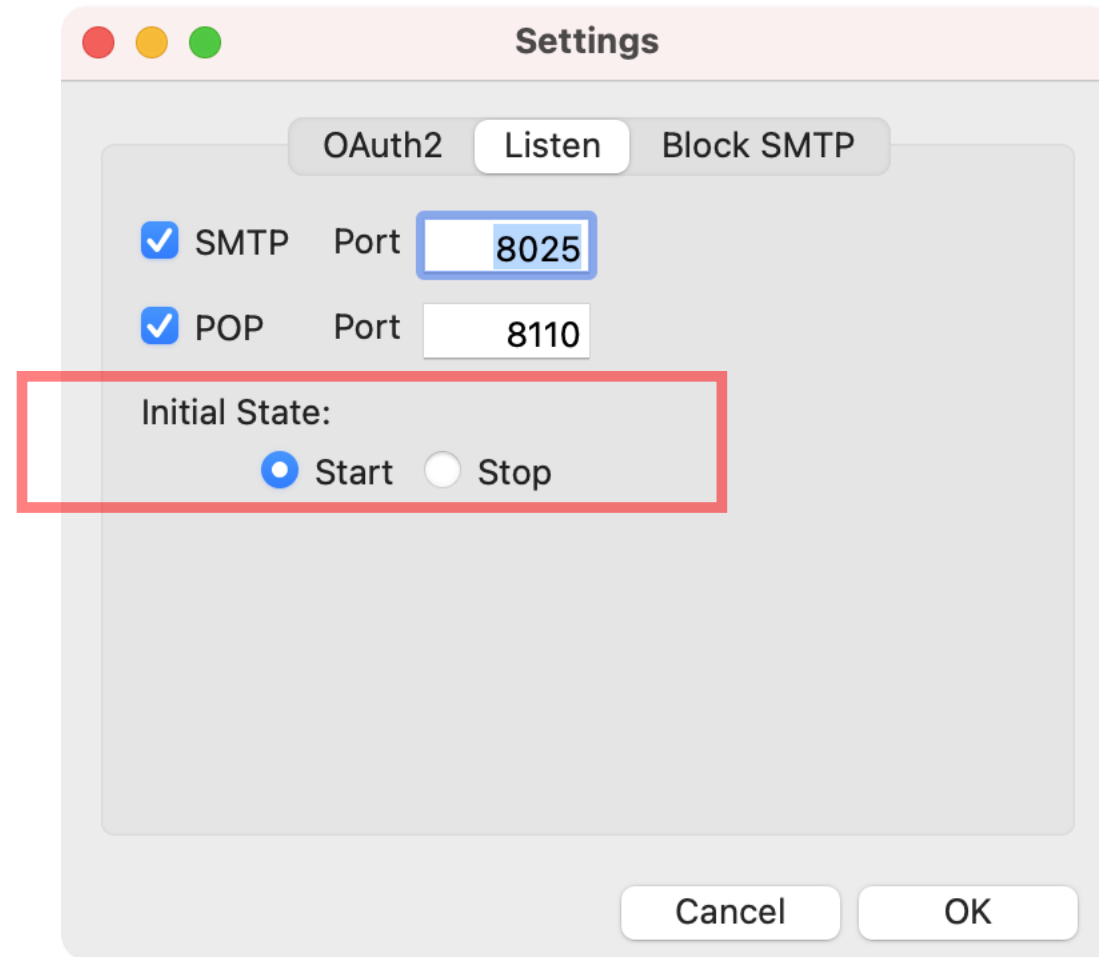 Settings
OAuth2 Listen Block SMTP
SMTP Port 8025
POP Port 8110
Initial State:
Start Stop
Cancel OK